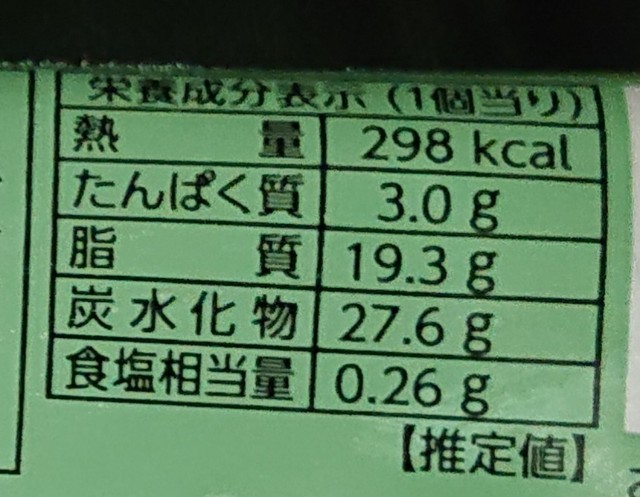 栄養成分表示（1個当り）
熱量 298 kcal
たんぱく質 3.0 g
脂質 19.3 g
炭水化物 27.6 g
食塩相当量 0.26 g
【推定値】